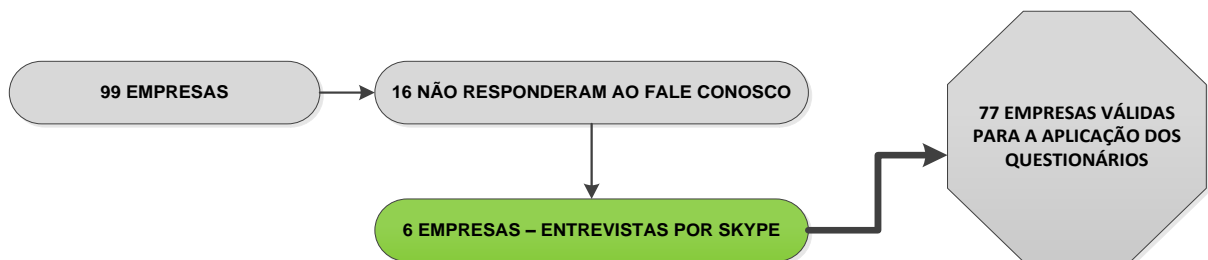 99 EMPRESAS
16 NÃO RESPONDERAM AO FALE CONOSCO
6 EMPRESAS – ENTREVISTAS POR SKYPE
77 EMPRESAS VÁLIDAS
PARA A APLICAÇÃO DOS
QUESTIONÁRIOS